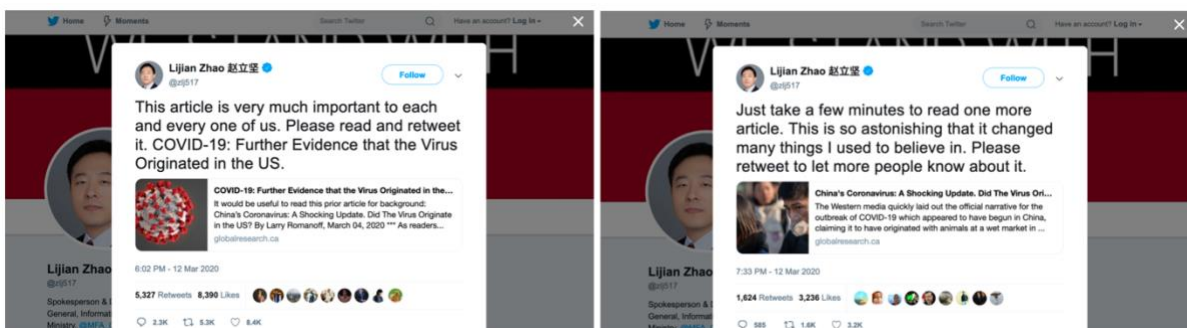 Home Moments Search Twitter Have an account? Log in
WE STAND WITH
Lijian Zhao 赵立坚
@zlj517
Follow
This article is very much important to each
and every one of us. Please read and retweet
it. COVID-19: Further Evidence that the Virus
Originated in the US.
COVID-19: Further Evidence that the Virus Originated in the...
It would be useful to read this prior article for background:
China's Coronavirus: A Shocking Update. Did The Virus Originate
in the US? By Larry Romanoff, March 04, 2020 *** As readers...
globalresearch.ca
6:02 PM - 12 Mar 2020
5,327 Retweets 8,390 Likes
2.3K 5.3K 8.4K
Lijian Zhao
@zlj517
Spokesperson &
General, Informat
Ministry, @MFA_
Home Moments Search Twitter Have an account? Log in
WE STAND WITH
Lijian Zhao 赵立坚
@zlj517
Follow
Just take a few minutes to read one more
article. This is so astonishing that it changed
many things I used to believe in. Please
retweet to let more people know about it.
China's Coronavirus: A Shocking Update. Did The Virus Ori...
The Western media quickly laid out the official narrative for the
outbreak of COVID-19 which appeared to have begun in China,
claiming it to have originated with animals at a wet market in ...
globalresearch.ca
7:33 PM - 12 Mar 2020
1,624 Retweets 3,236 Likes
585 1.6K 3.2K
Lijian Zhao
@zlj517
Spokesperson &
General, Informat
Ministry,